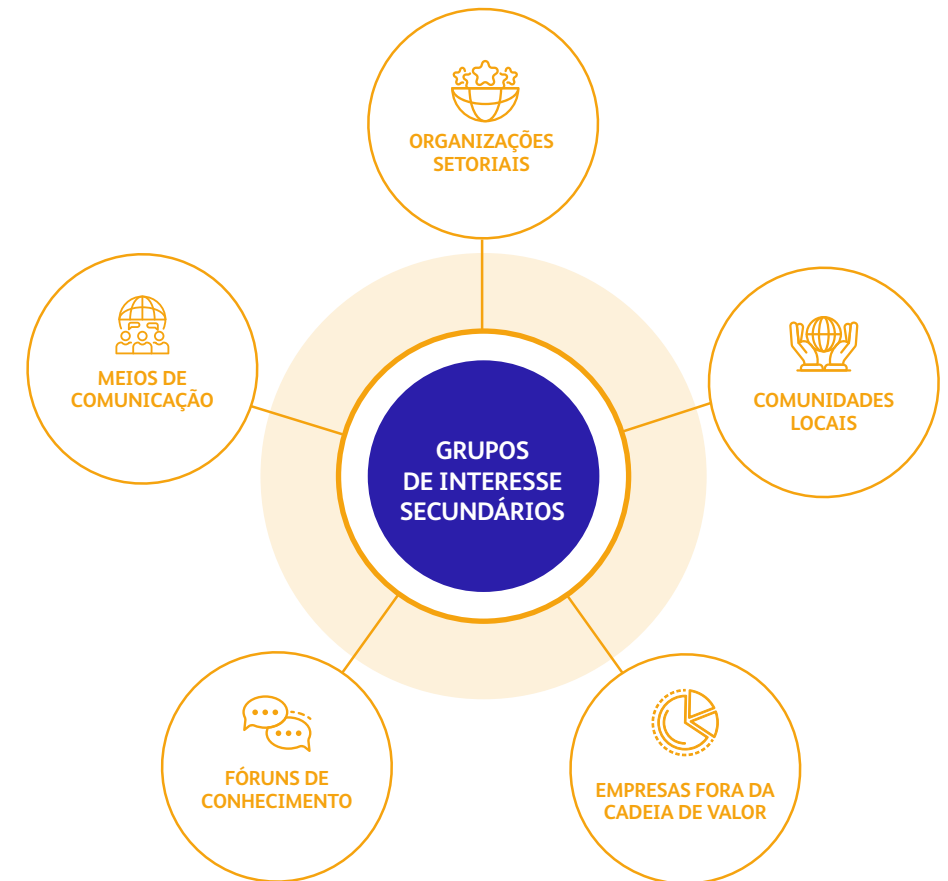 ORGANIZAÇÕES
SETORIAIS
MEIOS DE
COMUNICAÇÃO
COMUNIDADES
LOCAIS
GRUPOS
DE INTERESSE
SECUNDÁRIOS
FÓRUNS DE
CONHECIMENTO
EMPRESAS FORA DA
CADEIA DE VALOR